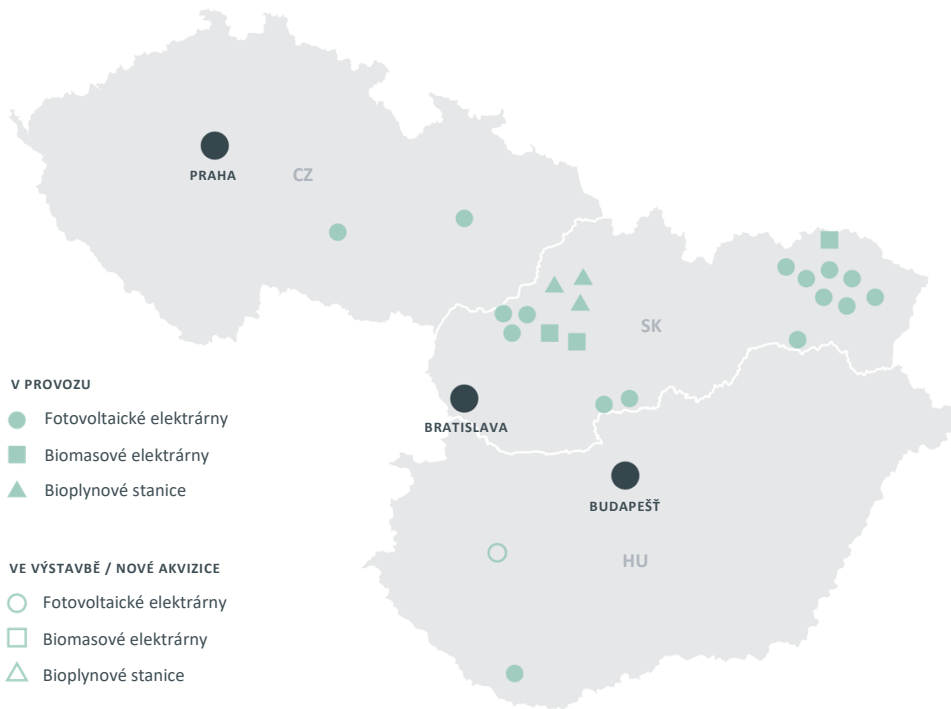 PRAHA
CZ
SK
BRATISLAVA
BUDAPEŠŤ
HU
V PROVOZU
Fotovoltaické elektrárny
Biomasové elektrárny
Bioplynové stanice
VE VÝSTAVBĚ / NOVÉ AKVIZICE
Fotovoltaické elektrárny
Biomasové elektrárny
Bioplynové stanice